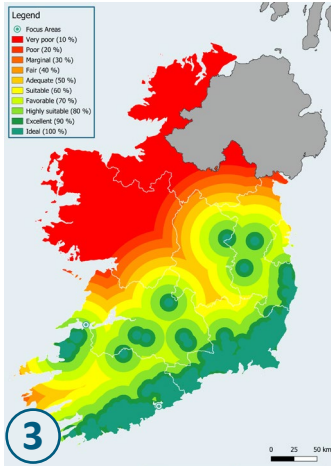 Legend
Focus Areas
Very poor (10 %)
Poor (20 %)
Marginal (30 %)
Fair (40 %)
Adequate (50 %)
Suitable (60 %)
Favorable (70 %)
Highly suitable (80 %)
Excellent (90 %)
Ideal (100 %)
3
0 25 50 km